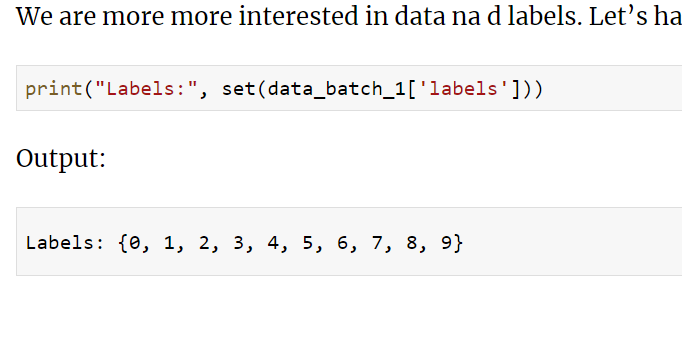 We are more more interested in data na d labels. Let’s ha
print("Labels:", set(data_batch_1['labels']))
Output:
Labels: {0, 1, 2, 3, 4, 5, 6, 7, 8, 9}